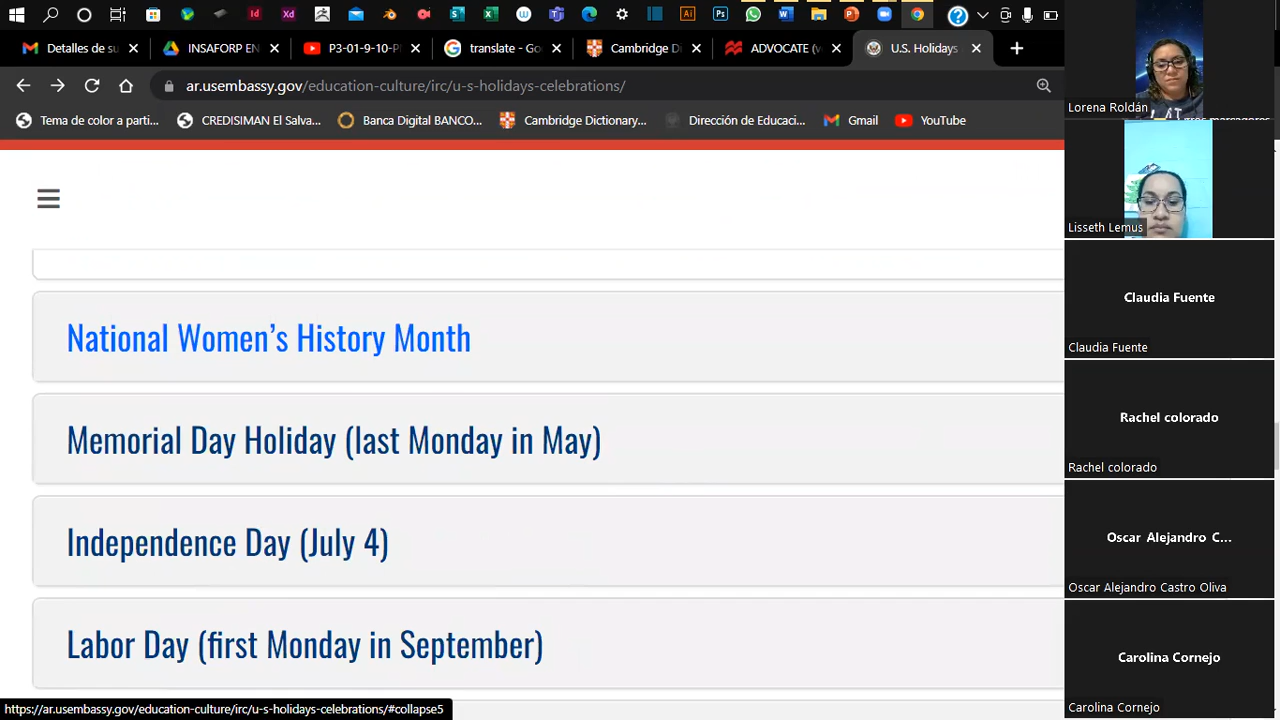 Detalles de su
INSAFORP EN
P3-01-9-10-P
translate - Go
Cambridge D
ADVOCATE (v
U.S. Holidays
ar.usembassy.gov/education-culture/irc/u-s-holidays-celebrations/
Tema de color a parti...
CREDISIMAN El Salva...
Banca Digital BANCO...
Cambridge Dictionary...
Dirección de Educaci...
Gmail
YouTube
National Women's History Month
Memorial Day Holiday (last Monday in May)
Independence Day (July 4)
Labor Day (first Monday in September)
https://ar.usembassy.gov/education-culture/irc/u-s-holidays-celebrations/#collapse5
Lorena Roldán
Lisseth Lemus
Claudia Fuente
Claudia Fuente
Rachel colorado
Rachel colorado
Oscar Alejandro C...
Oscar Alejandro Castro Oliva
Carolina Cornejo
Carolina Cornejo